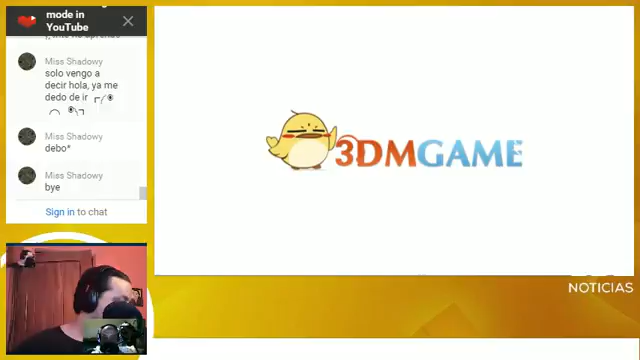 mode in
YouTube
Miss Shadowy
solo vengo a
decir hola, ya me
dedo de ir
Miss Shadowy
debo*
Miss Shadowy
bye
Sign in to chat
3DMGAME
NOTICIAS